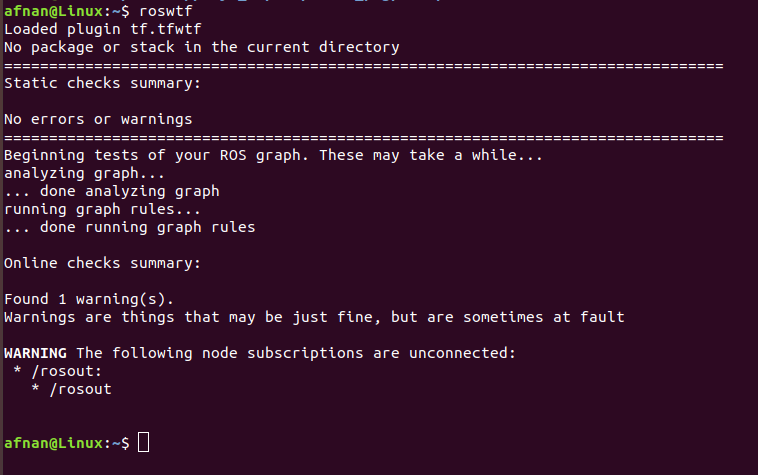 afnan@Linux:~$ roswtf
Loaded plugin tf.tfwtf
No package or stack in the current directory
================================================================================
Static checks summary:
No errors or warnings
================================================================================
Beginning tests of your ROS graph. These may take a while...
analyzing graph...
... done analyzing graph
running graph rules...
... done running graph rules
Online checks summary:
Found 1 warning(s).
Warnings are things that may be just fine, but are sometimes at fault
WARNING The following node subscriptions are unconnected:
 * /rosout:
   * /rosout
afnan@Linux:~$